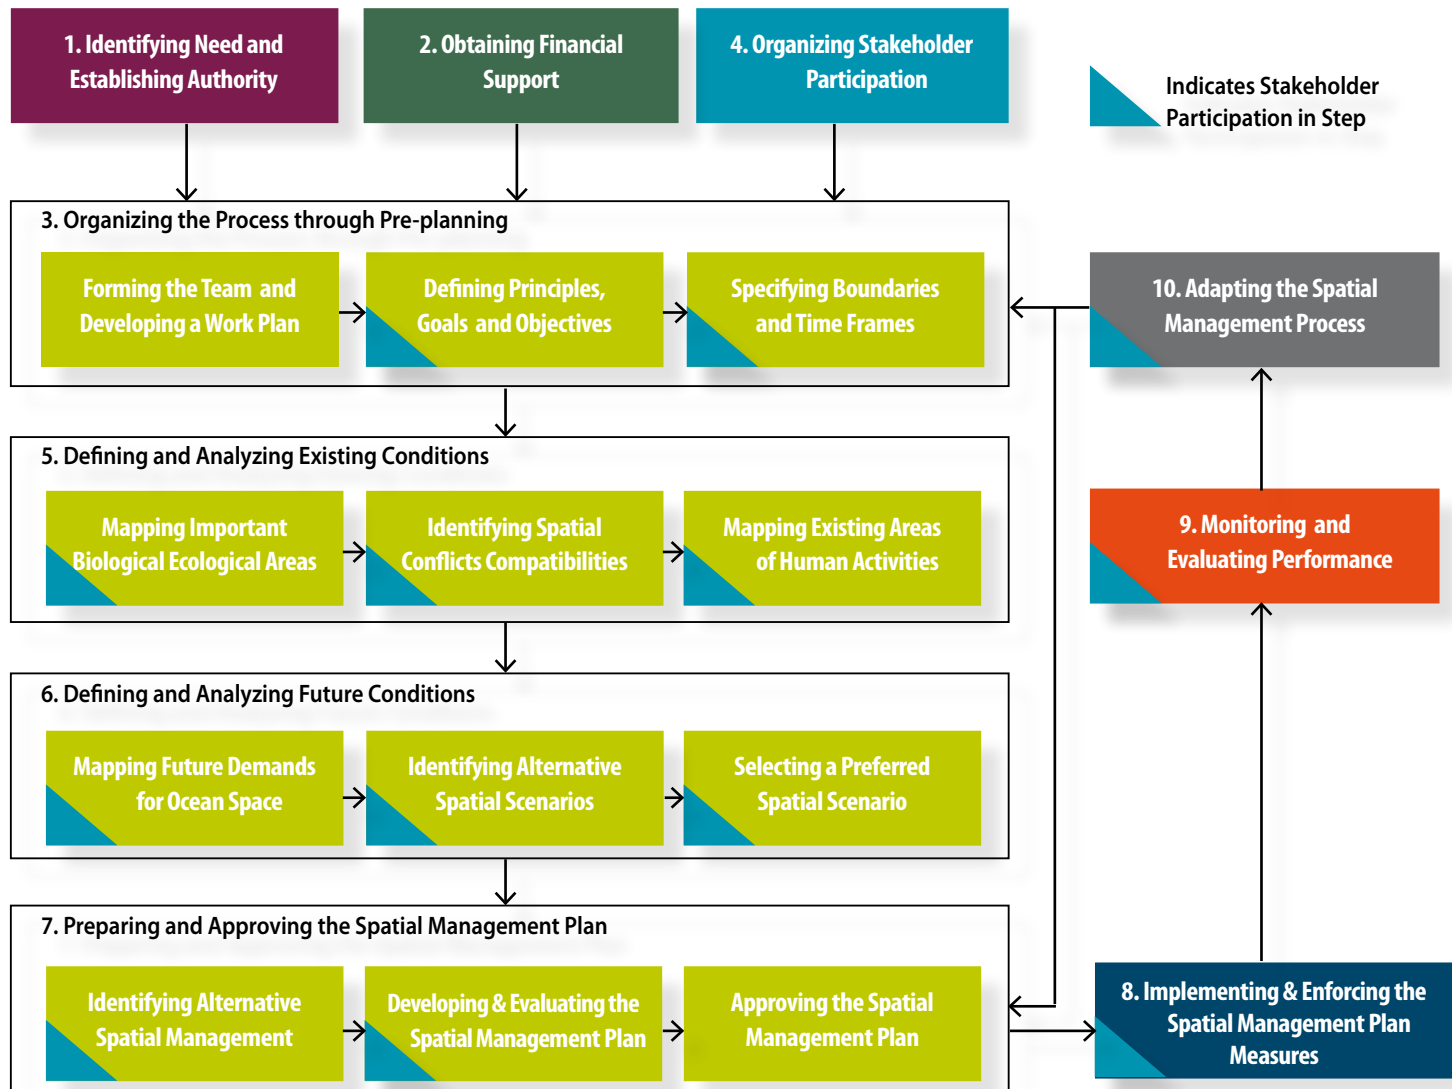 1. Identifying Need and
Establishing Authority
2. Obtaining Financial
Support
4. Organizing Stakeholder
Participation
Indicates Stakeholder
Participation in Step
3. Organizing the Process through Pre-planning
Forming the Team and
Developing a Work Plan
Defining Principles,
Goals and Objectives
Specifying Boundaries
and Time Frames
10. Adapting the Spatial
Management Process
5. Defining and Analyzing Existing Conditions
Mapping Important
Biological Ecological Areas
Identifying Spatial
Conflicts Compatibilities
Mapping Existing Areas
of Human Activities
9. Monitoring and
Evaluating Performance
6. Defining and Analyzing Future Conditions
Mapping Future Demands
for Ocean Space
Identifying Alternative
Spatial Scenarios
Selecting a Preferred
Spatial Scenario
7. Preparing and Approving the Spatial Management Plan
Identifying Alternative
Spatial Management
Developing & Evaluating the
Spatial Management Plan
Approving the Spatial
Management Plan
8. Implementing & Enforcing the
Spatial Management Plan
Measures